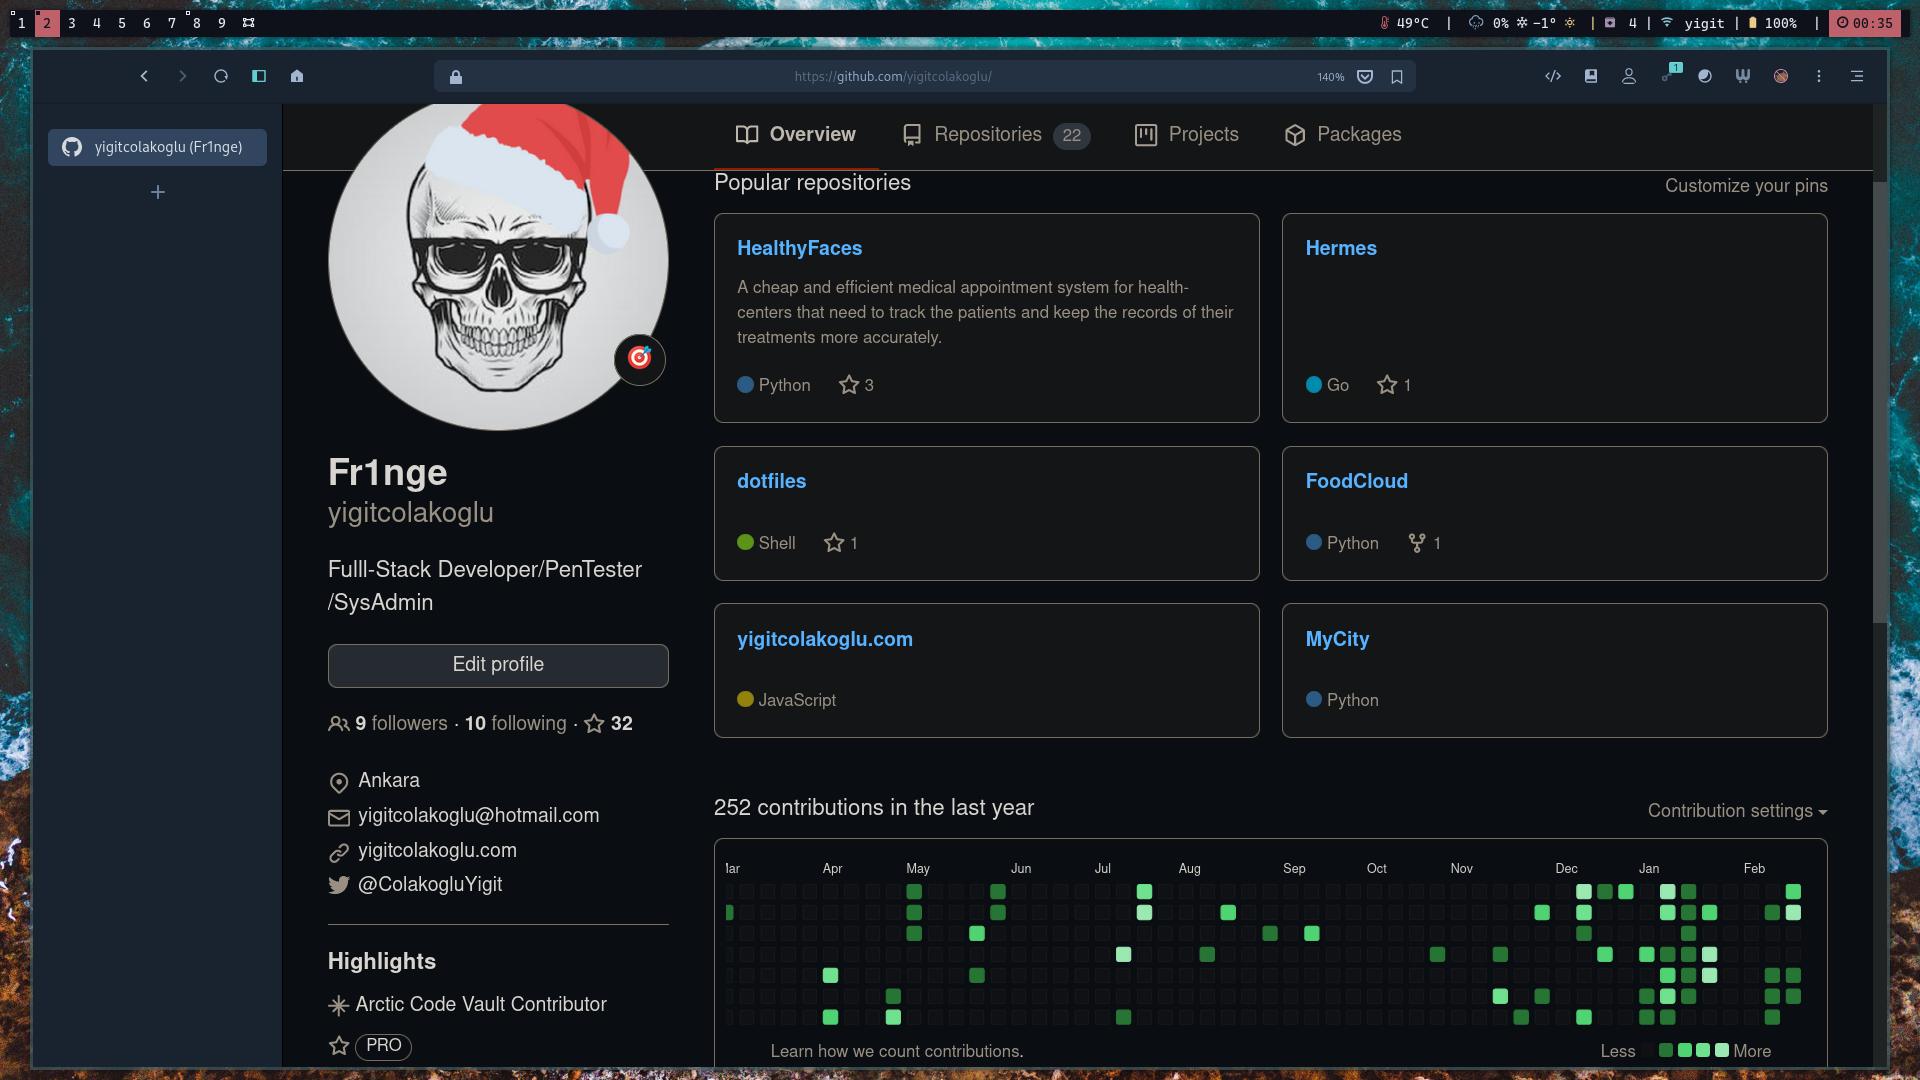 1 2 3 4 5 6 7 8 9
49°C | 0% -1° | 4 | yigit | 100% | 00:35
https://github.com/yigitcolakoglu/ 140%
1
yigitcolakoglu (Fr1nge)
Overview Repositories 22 Projects Packages
Popular repositories Customize your pins
HealthyFaces
A cheap and efficient medical appointment system for health-
centers that need to track the patients and keep the records of their
treatments more accurately.
Python 3
Hermes
Go 1
dotfiles
Shell 1
FoodCloud
Python 1
yigitcolakoglu.com
JavaScript
MyCity
Python
Fr1nge
yigitcolakoglu
Fulll-Stack Developer/PenTester
/SysAdmin
Edit profile
9 followers · 10 following · 32
Ankara
yigitcolakoglu@hotmail.com
yigitcolakoglu.com
@ColakogluYigit
Highlights
Arctic Code Vault Contributor
PRO
252 contributions in the last year Contribution settings
Apr May Jun Jul Aug Sep Oct Nov Dec Jan Feb
Learn how we count contributions. Less More